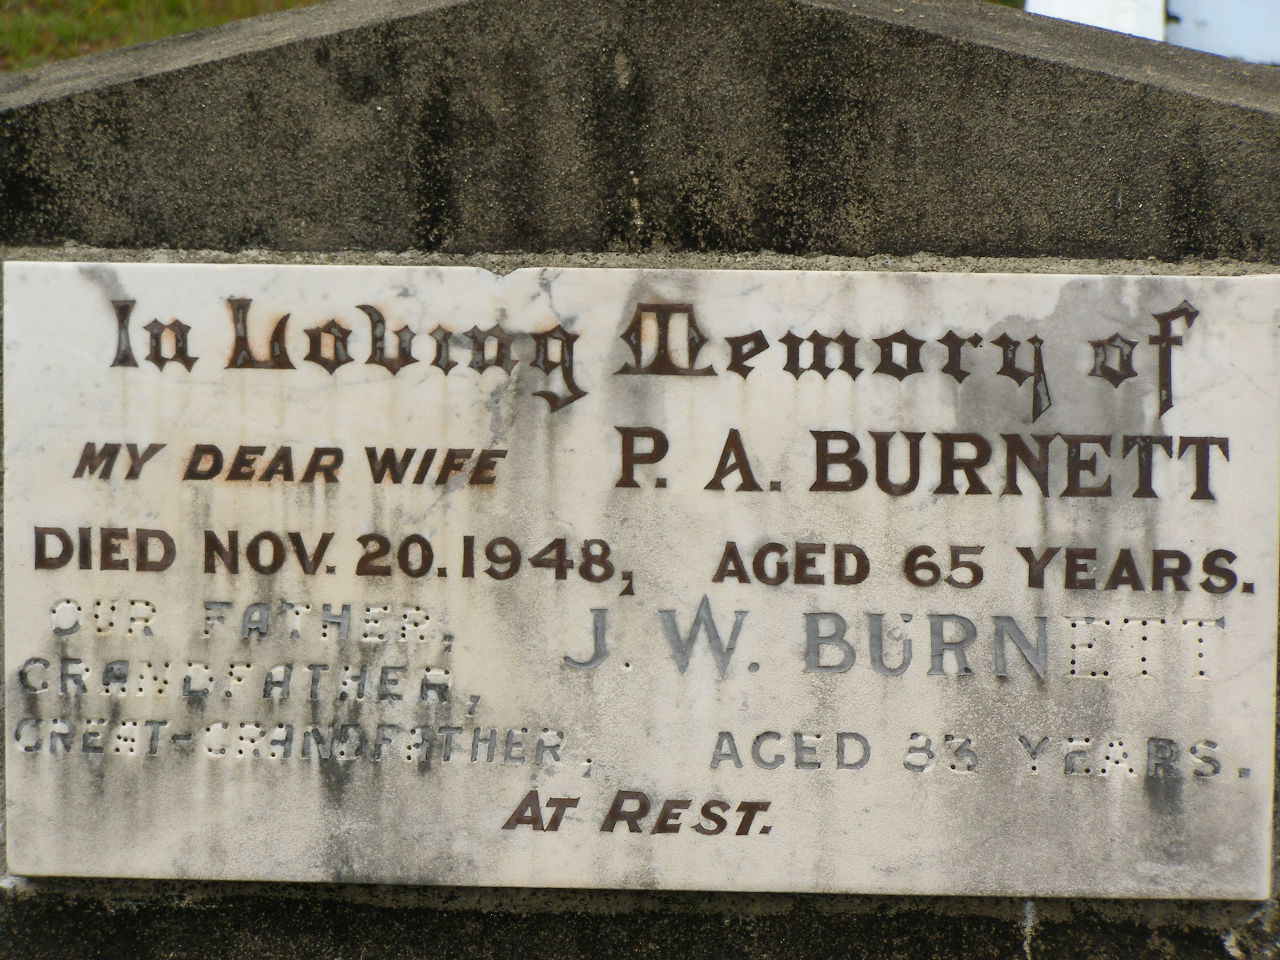 In Loving Memory of
MY DEAR WIFE P. A. BURNETT
DIED NOV. 20. 1948, AGED 65 YEARS.
OUR FATHER,
GRANDFATHER, J. W. BURNETT
GREAT-GRANDFATHER, AGED 83 YEARS.
AT REST.